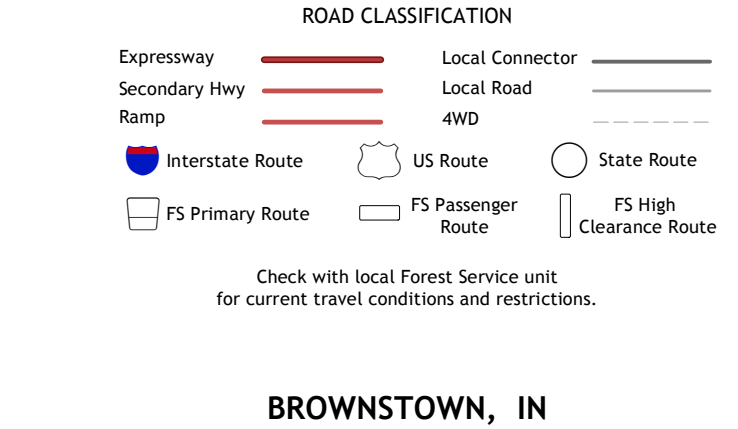 ROAD CLASSIFICATION
Expressway
Local Connector
Secondary Hwy
Local Road
Ramp
4WD
Interstate Route
US Route
State Route
FS Primary Route
FS Passenger
Route
FS High
Clearance Route
Check with local Forest Service unit
for current travel conditions and restrictions.
BROWNSTOWN, IN